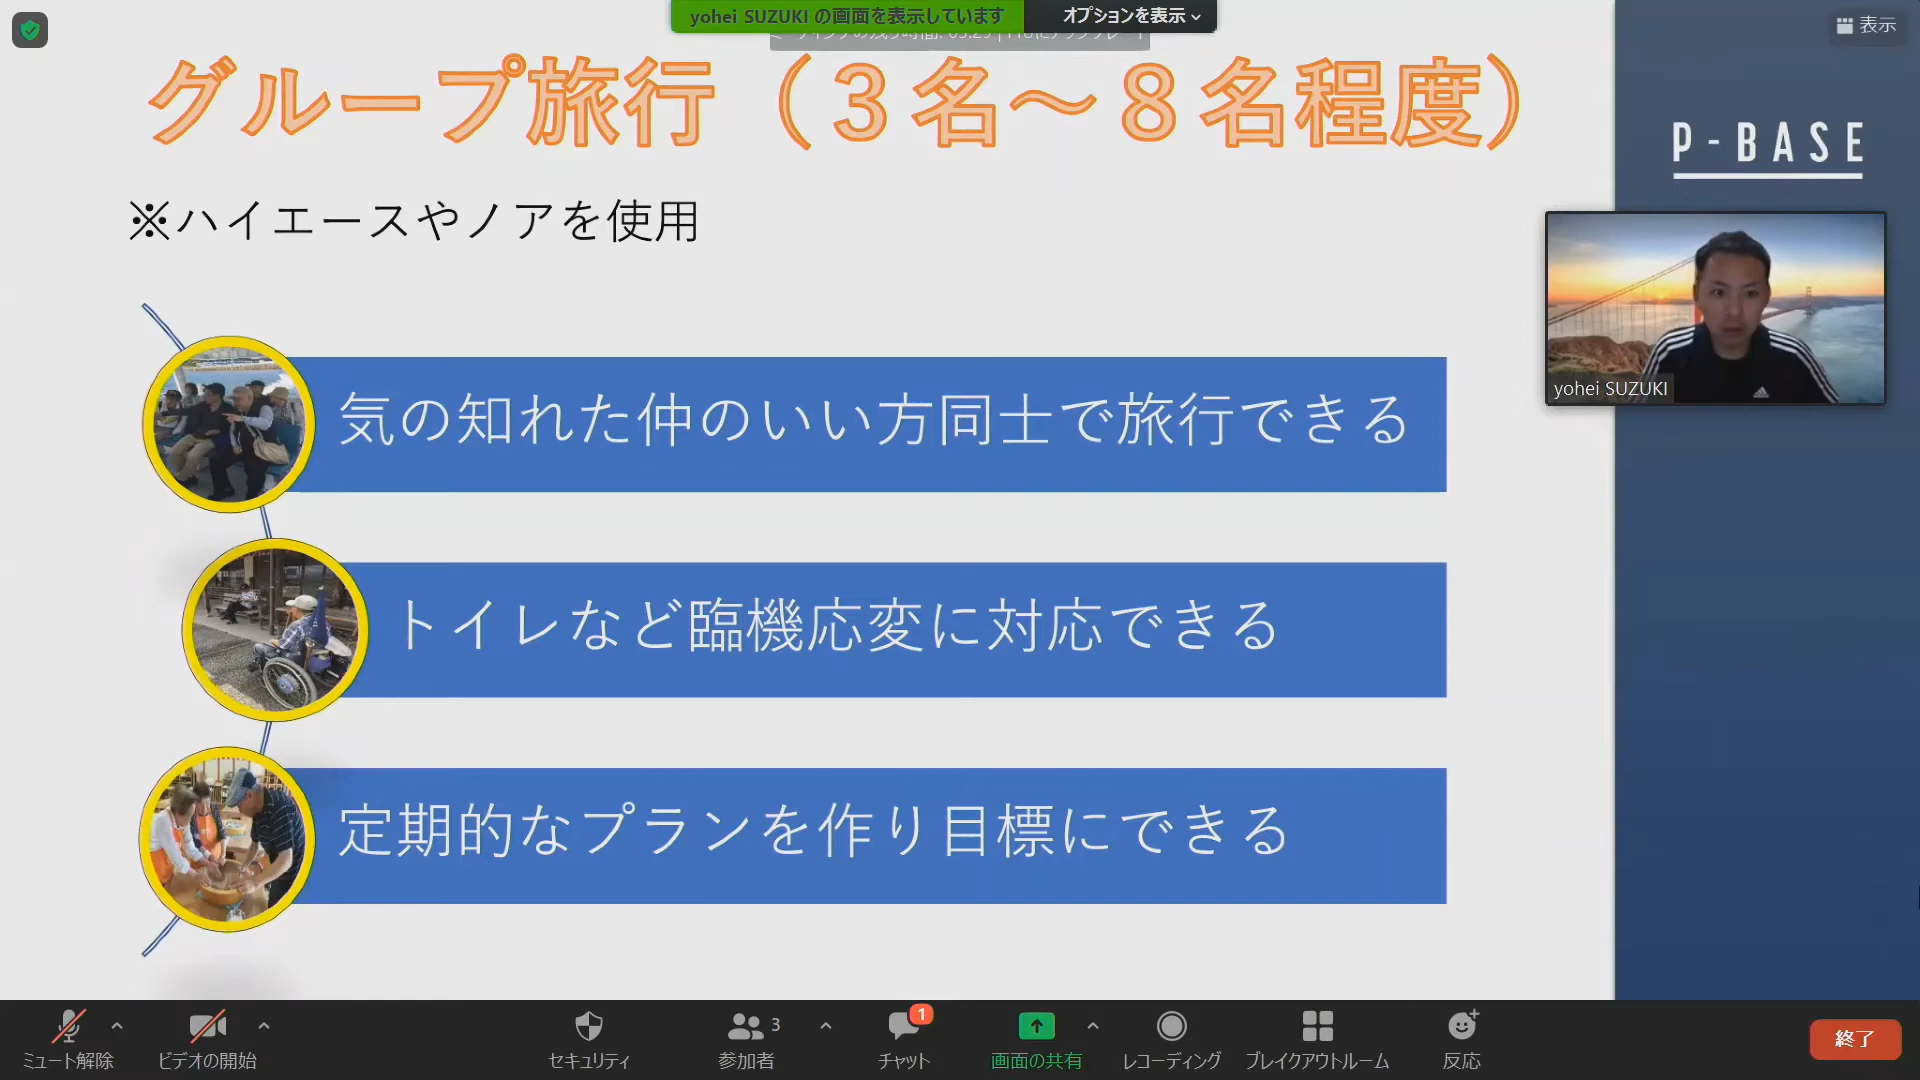 yohei SUZUKI の画面を表示しています
オプションを表示
表示
グループ旅行（３名～８名程度）
※ハイエースやノアを使用
P-BASE
yohei SUZUKI
気の知れた仲のいい方同士で旅行できる
トイレなど臨機応変に対応できる
定期的なプランを作り目標にできる
ミュート解除
ビデオの開始
セキュリティ
3
参加者
1
チャット
画面の共有
レコーディング
ブレイクアウトルーム
反応
終了